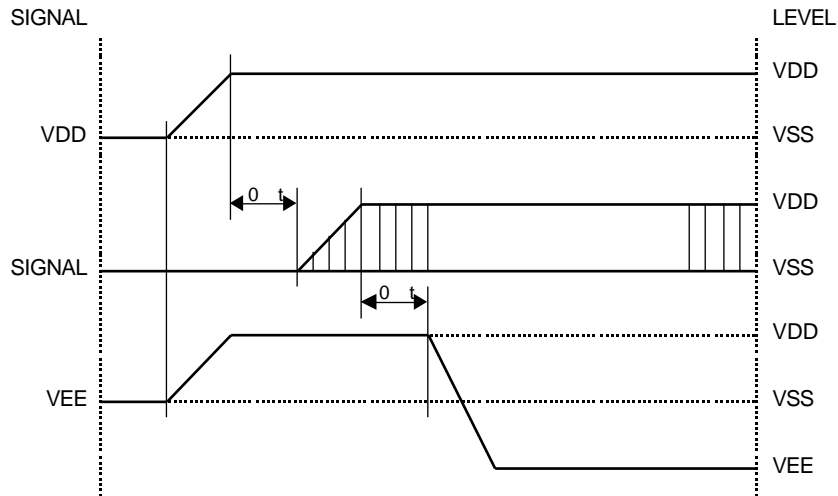 SIGNAL LEVEL
VDD
VDD VSS
0 t
VDD
SIGNAL VSS
0 t
VDD
VEE VSS
VEE